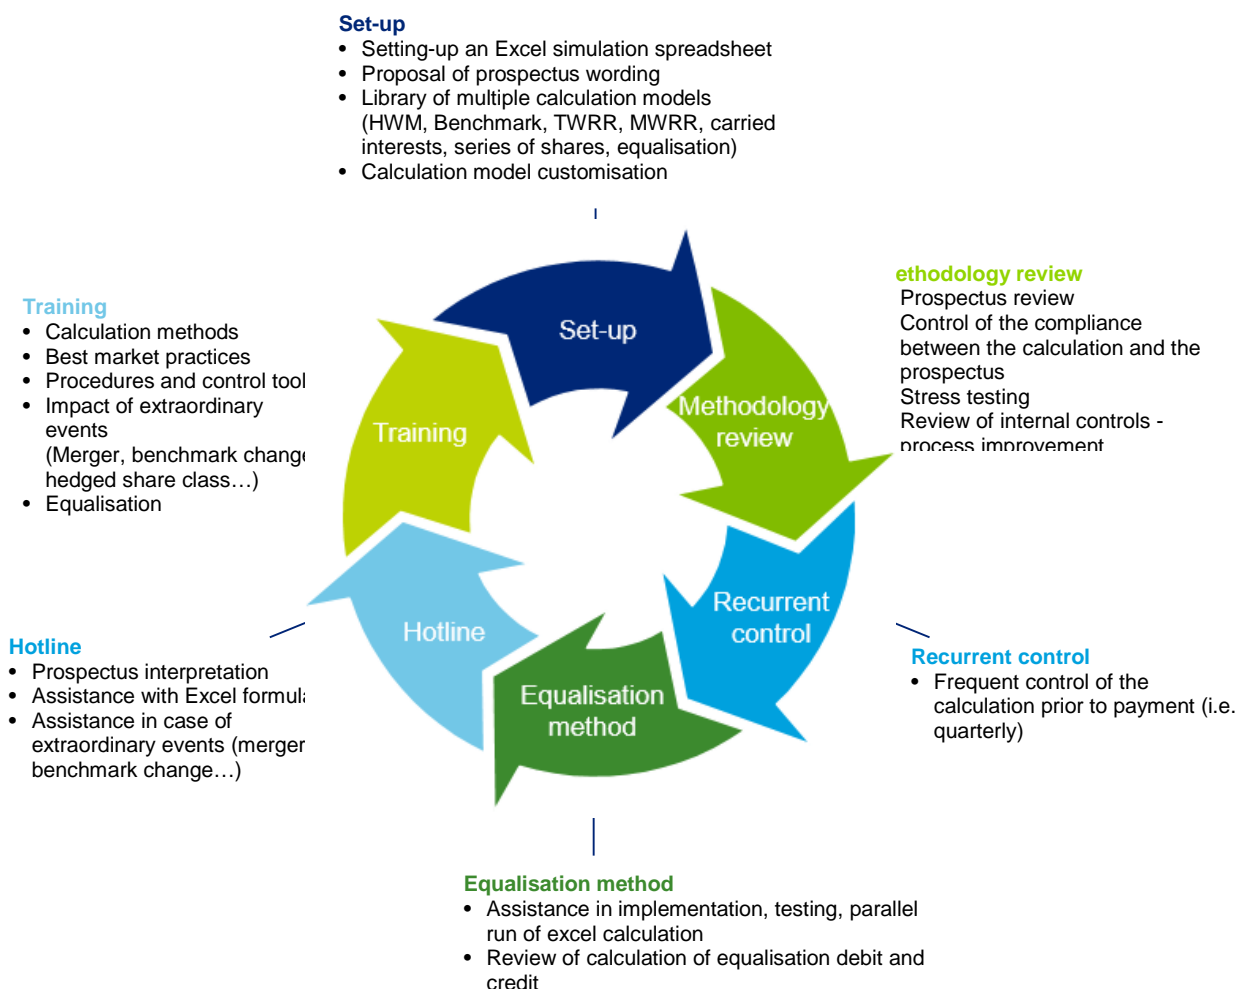 Set-up
• Setting-up an Excel simulation spreadsheet
• Proposal of prospectus wording
• Library of multiple calculation models
(HWM, Benchmark, TWRR, MWRR, carried
interests, series of shares, equalisation)
• Calculation model customisation
Training
• Calculation methods
• Best market practices
• Procedures and control tool
• Impact of extraordinary
events
(Merger, benchmark change
hedged share class…)
• Equalisation
Set-up
Methodology
review
Training
Recurrent
control
Hotline
Equalisation
method
ethodology review
Prospectus review
Control of the compliance
between the calculation and the
prospectus
Stress testing
Review of internal controls -
process improvement
Hotline
• Prospectus interpretation
• Assistance with Excel formula
• Assistance in case of
extraordinary events (merger
benchmark change…)
Recurrent control
• Frequent control of the
calculation prior to payment (i.e.
quarterly)
Equalisation method
• Assistance in implementation, testing, parallel
run of excel calculation
• Review of calculation of equalisation debit and
credit